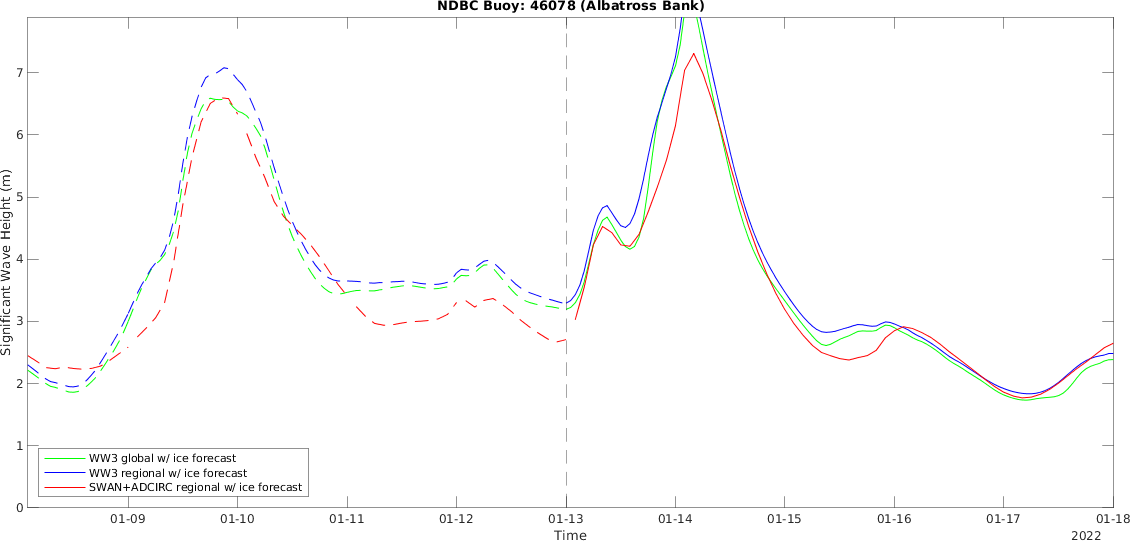 NDBC Buoy: 46078 (Albatross Bank)
7
6
5
4
3
2
1
0
Significant Wave Height (m)
WW3 global w/ ice forecast
WW3 regional w/ ice forecast
SWAN+ADCIRC regional w/ ice forecast
01-09 01-10 01-11 01-12 01-13 01-14 01-15 01-16 01-17 01-18
Time
2022